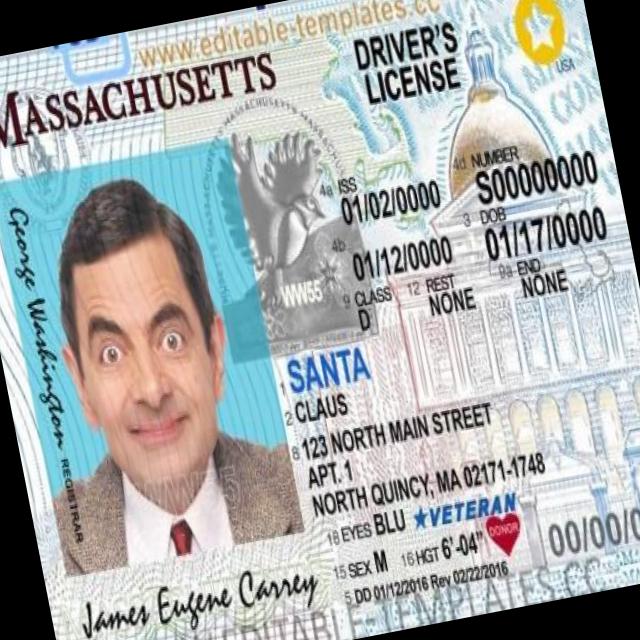 www.editable-templates.cc
MASSACHUSETTS
DRIVER'S
LICENSE
USA
4a ISS
01/02/0000
4d NUMBER
S00000000
4b
01/12/0000
3 DOB
01/17/0000
9 CLASS
D
12 REST
NONE
9a END
NONE
WW55
George Washington
REGISTRAR
1 SANTA
2 CLAUS
8 123 NORTH MAIN STREET
APT. 1
NORTH QUINCY, MA 02171-1748
18 EYES BLU ★VETERAN
15 SEX M 16 HGT 6'-04" DONOR
00/00/0
5 DD 01/12/2016 Rev 02/22/2016
James Eugene Carrey